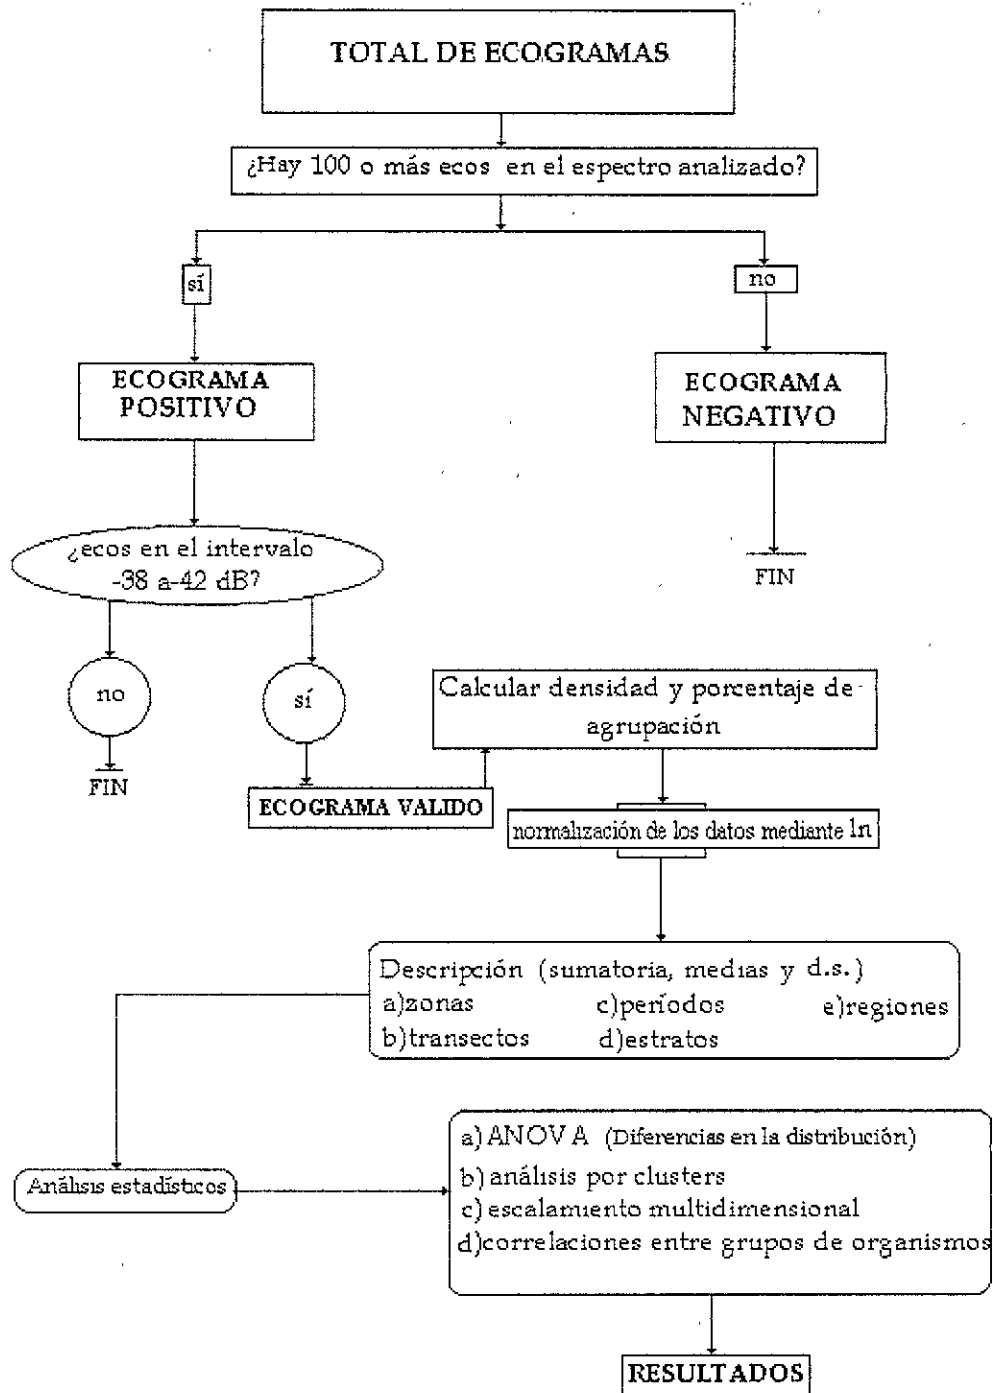 TOTAL DE ECOGRAMAS
¿Hay 100 o más ecos en el espectro analizado?
sí
no
ECOGRAMA
POSITIVO
ECOGRAMA
NEGATIVO
¿ecos en el intervalo
-38 a-42 dB?
FIN
no
sí
Calcular densidad y porcentaje de
agrupación
FIN
ECOGRAMA VALIDO
normalización de los datos mediante ln
Descripción (sumatoria, medias y d.s.)
a)zonas c)períodos e)regiones
b)transectos d)estratos
Análisis estadísticos
a) ANOVA (Diferencias en la distribución)
b) análisis por clusters
c) escalamiento multidimensional
d)correlaciones entre grupos de organismos
RESULTADOS